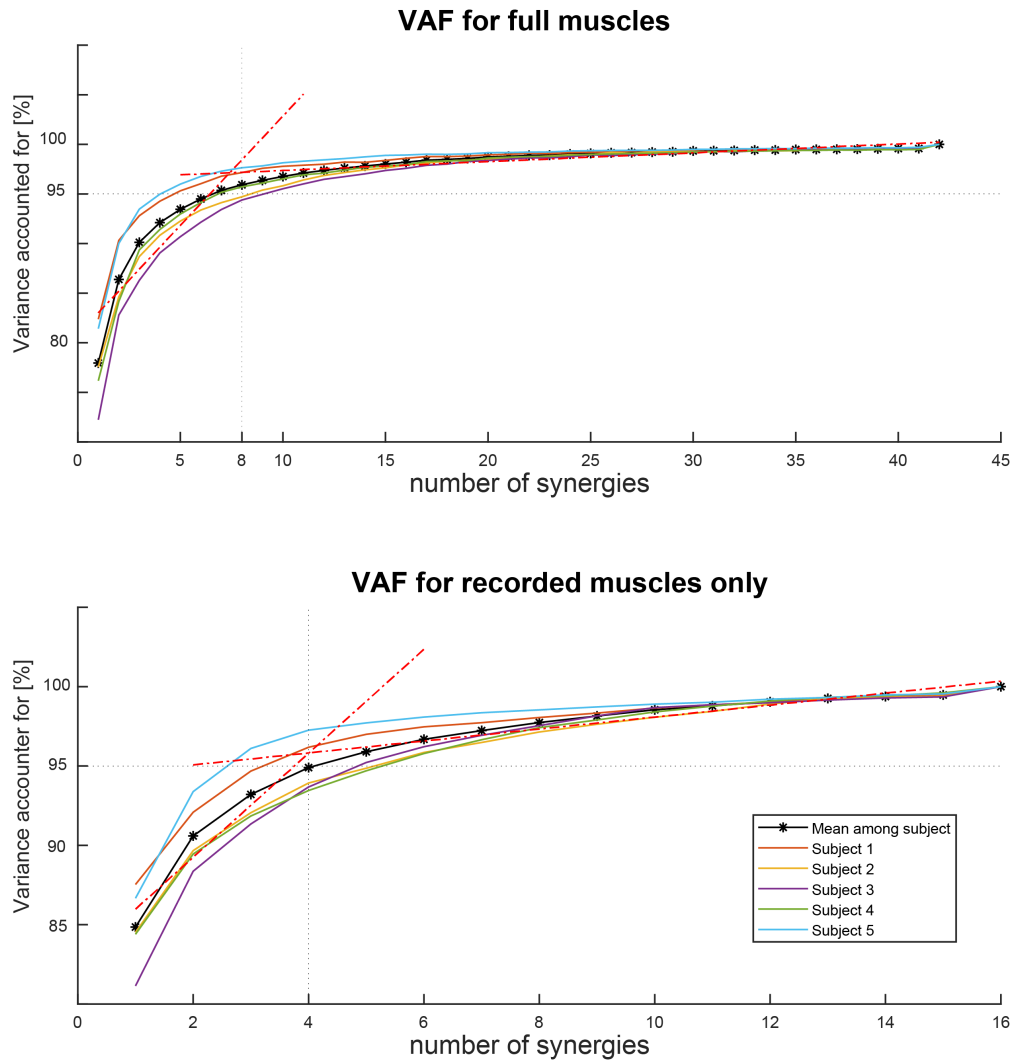 VAF for full muscles
Variance accounted for [%]
100
95
80
0 5 8 10 15 20 25 30 35 40 45
number of synergies
VAF for recorded muscles only
Variance accounter for [%]
100
95
90
85
Mean among subject
Subject 1
Subject 2
Subject 3
Subject 4
Subject 5
0 2 4 6 8 10 12 14 16
number of synergies